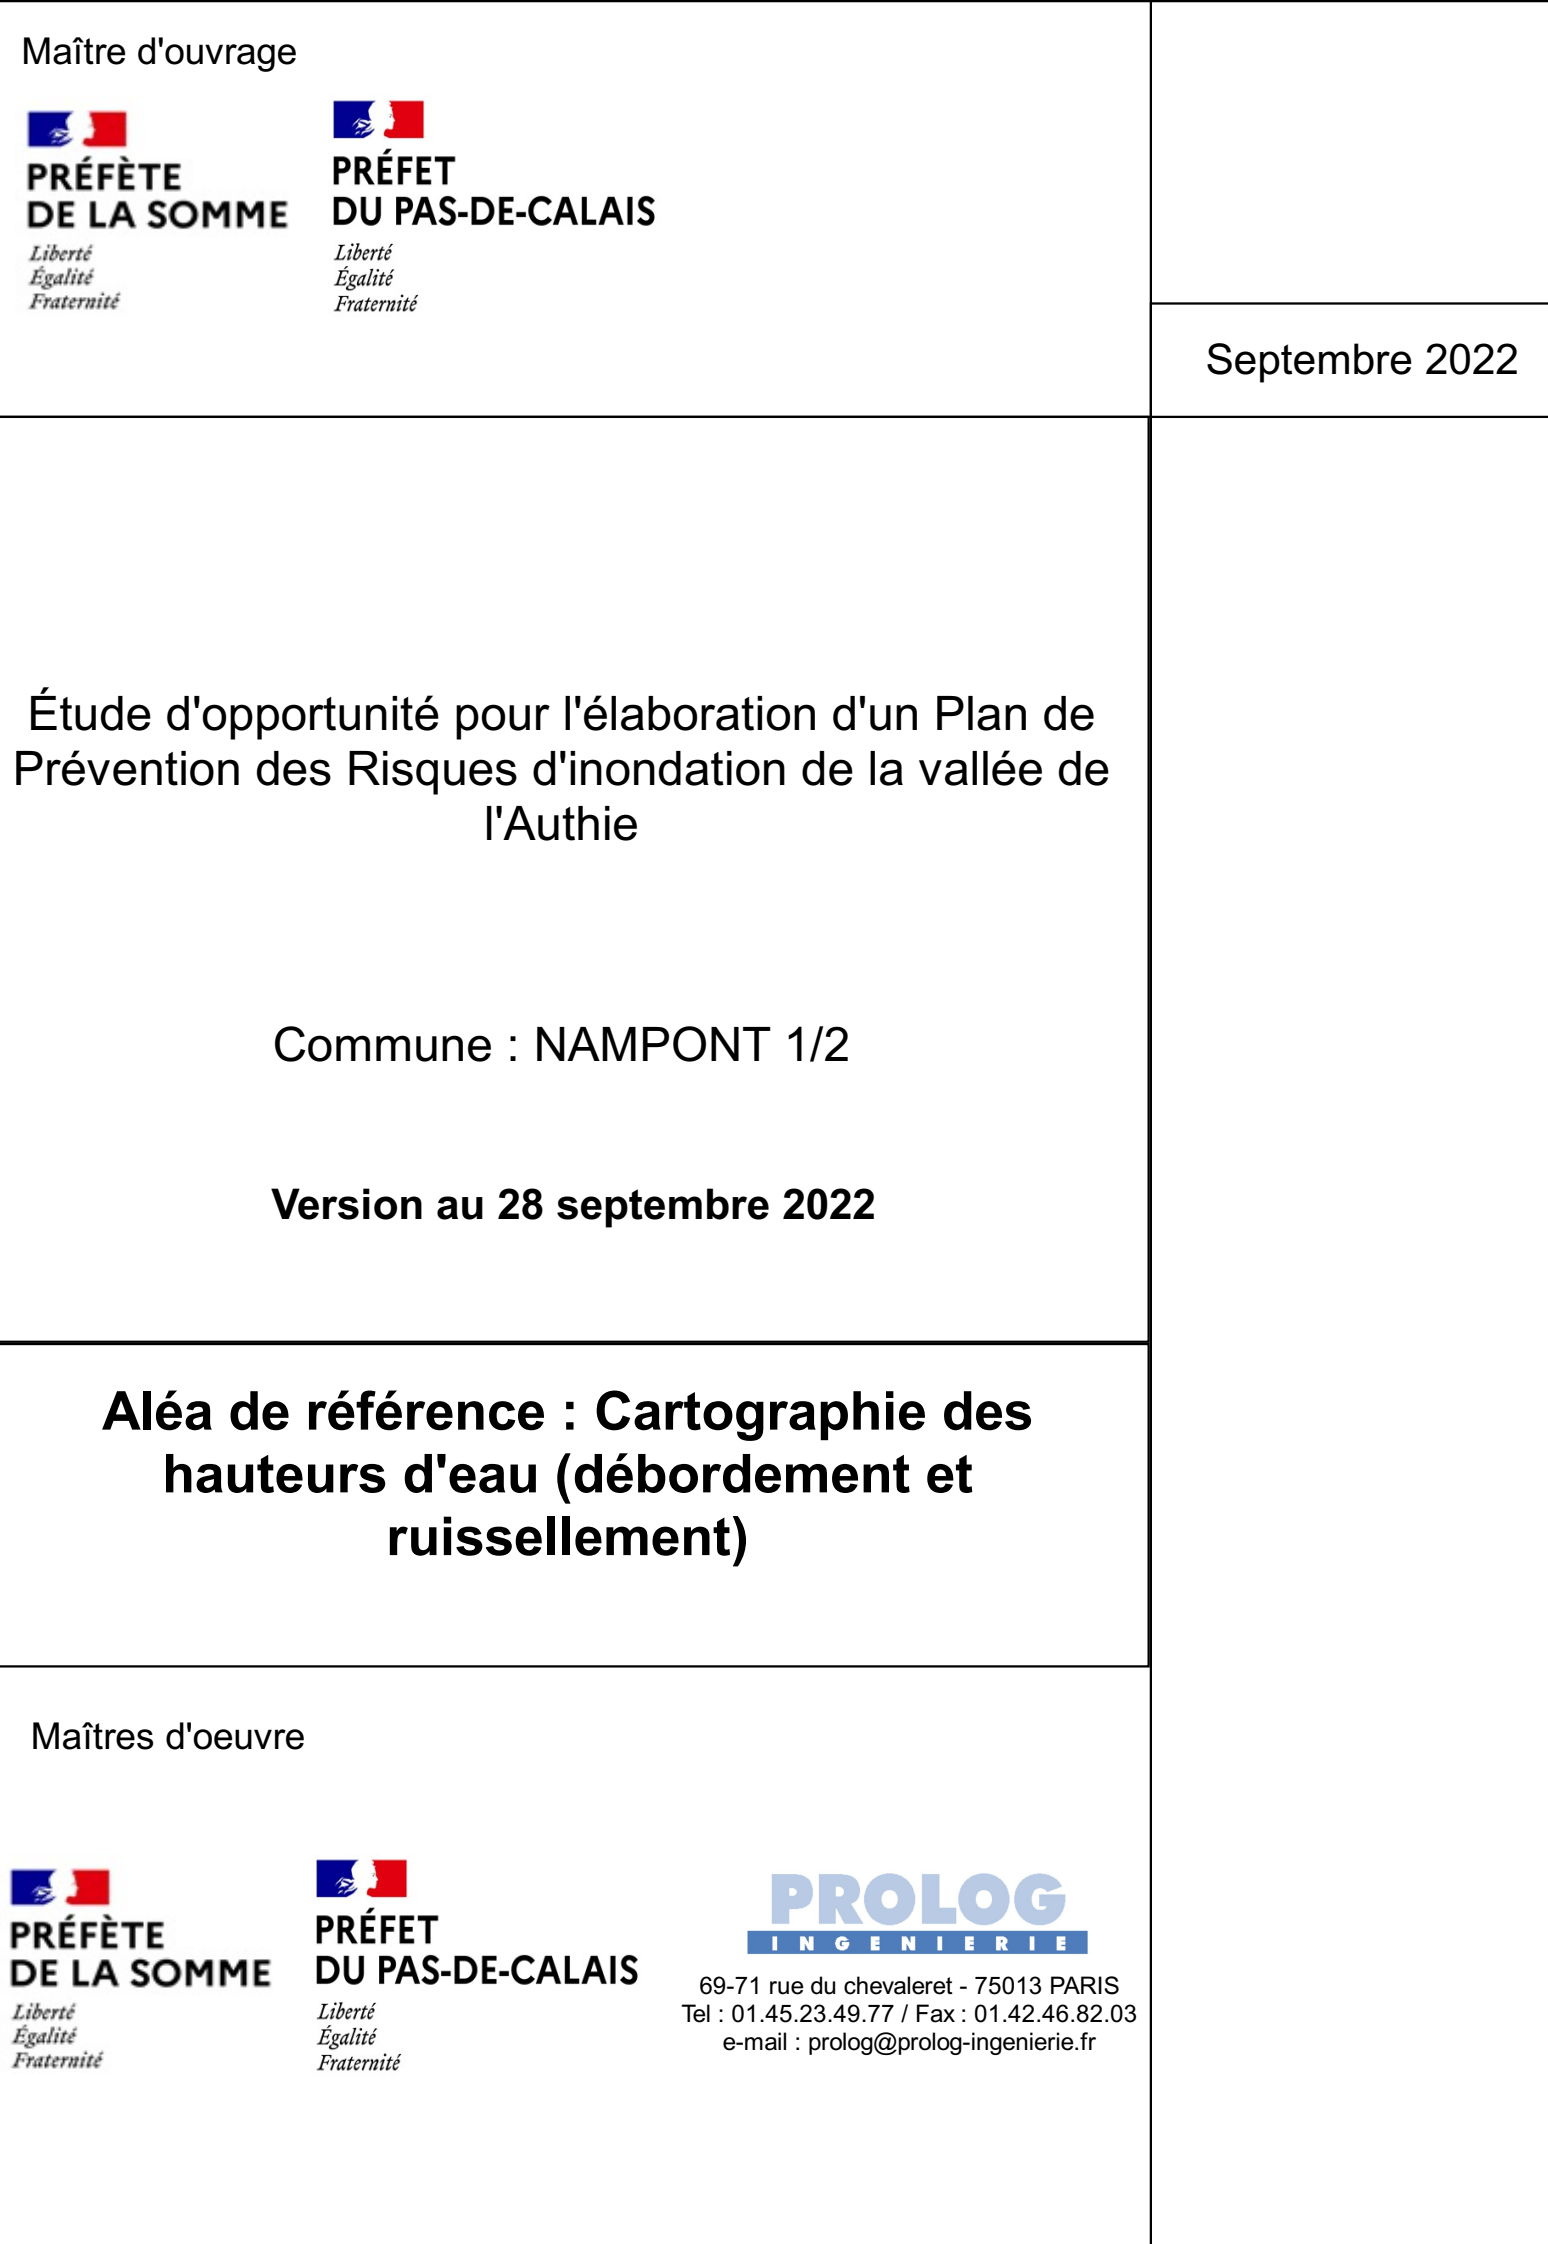 Maître d'ouvrage
PRÉFÈTE
DE LA SOMME
Liberté
Égalité
Fraternité
PRÉFET
DU PAS-DE-CALAIS
Liberté
Égalité
Fraternité
Septembre 2022
Étude d'opportunité pour l'élaboration d'un Plan de
Prévention des Risques d'inondation de la vallée de
l'Authie
Commune : NAMPONT 1/2
Version au 28 septembre 2022
Aléa de référence : Cartographie des
hauteurs d'eau (débordement et
ruissellement)
Maîtres d'oeuvre
PRÉFÈTE
DE LA SOMME
Liberté
Égalité
Fraternité
PRÉFET
DU PAS-DE-CALAIS
Liberté
Égalité
Fraternité
PROLOG
INGENIERIE
69-71 rue du chevaleret - 75013 PARIS
Tel : 01.45.23.49.77 / Fax : 01.42.46.82.03
e-mail : prolog@prolog-ingenierie.fr